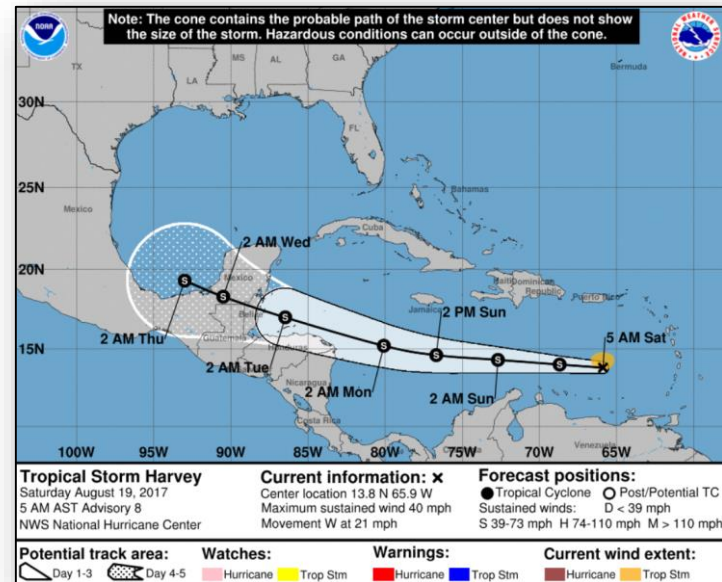 Note: The cone contains the probable path of the storm center but does not show
the size of the storm. Hazardous conditions can occur outside of the cone.
NOAA
TX
LA
MS
AL
GA
Bermuda
30N
FL
25N
Mexico
Bahamas
2 AM Wed
Cuba
20N
Mexico
Haiti
Dominican
Republic
Puerto Rico
Belize
Jamaica
2 PM Sun
5 AM Sat
2 AM Thu
Guatemala
Honduras
15N
2 AM Tue
Nicaragua
2 AM Mon
2 AM Sun
Costa Rica
Venezuela
100W 95W 90W 85W 80W 75W 70W 65W
S S S S S S S
Tropical Storm Harvey
Saturday August 19, 2017
5 AM AST Advisory 8
NWS National Hurricane Center
Current information: ×
Center location 13.8 N 65.9 W
Maximum sustained wind 40 mph
Movement W at 21 mph
Forecast positions:
● Tropical Cyclone ○ Post/Potential TC
Sustained winds: D < 39 mph
S 39-73 mph H 74-110 mph M > 110 mph
Potential track area:
Day 1-3 Day 4-5
Watches:
Hurricane Trop Stm
Warnings:
Hurricane Trop Stm
Current wind extent:
Hurricane Trop Stm